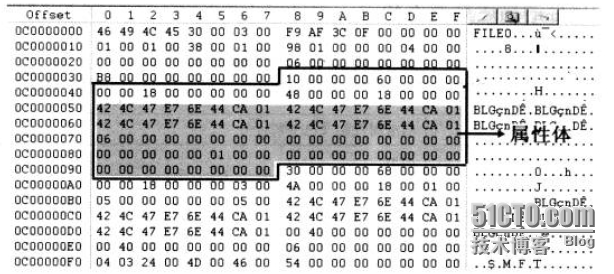 Offset 0 1 2 3 4 5 6 7 8 9 A B C D E F
0C0000000 46 49 4C 45 30 00 03 00 F9 AF 3C 0F 00 00 00 00 FILE0...ù¯<.....
0C0000010 01 00 01 00 38 00 01 00 98 01 00 00 00 04 00 00
0C0000020 00 00 00 00 00 00 00 00 06 00 00 00 00 00 00 00
0C0000030 B8 00 00 00 00 00 00 00 10 00 00 00 60 00 00 00
0C0000040 00 00 18 00 00 00 00 00 48 00 00 00 18 00 00 00
0C0000050 42 4C 47 E7 6E 44 CA 01 42 4C 47 E7 6E 44 CA 01 BLGçnDÊ.BLGçnDÊ.
0C0000060 42 4C 47 E7 6E 44 CA 01 42 4C 47 E7 6E 44 CA 01 BLGçnDÊ.BLGçnDÊ.
0C0000070 06 00 00 00 00 00 00 00 00 00 00 00 00 00 00 00
属性体
0C0000080 00 00 00 00 00 01 00 00 00 00 00 00 00 00 00 00
0C0000090 00 00 00 00 00 00 00 00 30 00 00 00 68 00 00 00
0C00000A0 00 00 18 00 00 00 03 00 4A 00 00 00 18 00 01 00
0C00000B0 05 00 00 00 00 00 05 00 42 4C 47 E7 6E 44 CA 01
0C00000C0 42 4C 47 E7 6E 44 CA 01 42 4C 47 E7 6E 44 CA 01
0C00000D0 42 4C 47 E7 6E 44 CA 01 00 40 00 00 00 00 00 00
0C00000E0 00 40 00 00 00 00 00 00 06 00 00 00 00 00 00 00
0C00000F0 04 03 24 00 4D 00 46 00 54 00 00 00 00 00 00 00 ..$.M.F.T.......
51CTO.com
技术博客 Blog